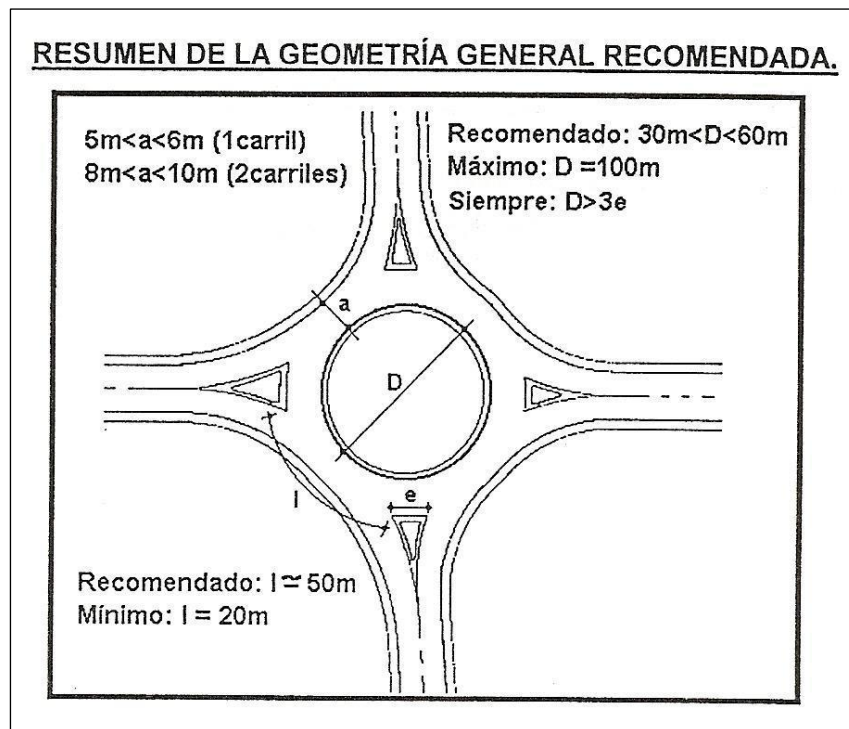 RESUMEN DE LA GEOMETRÍA GENERAL RECOMENDADA.
5m<a<6m (1carril)
8m<a<10m (2carriles)
Recomendado: 30m<D<60m
Máximo: D =100m
Siempre: D>3e
a
D
l
e
Recomendado: l ≃ 50m
Mínimo: l = 20m